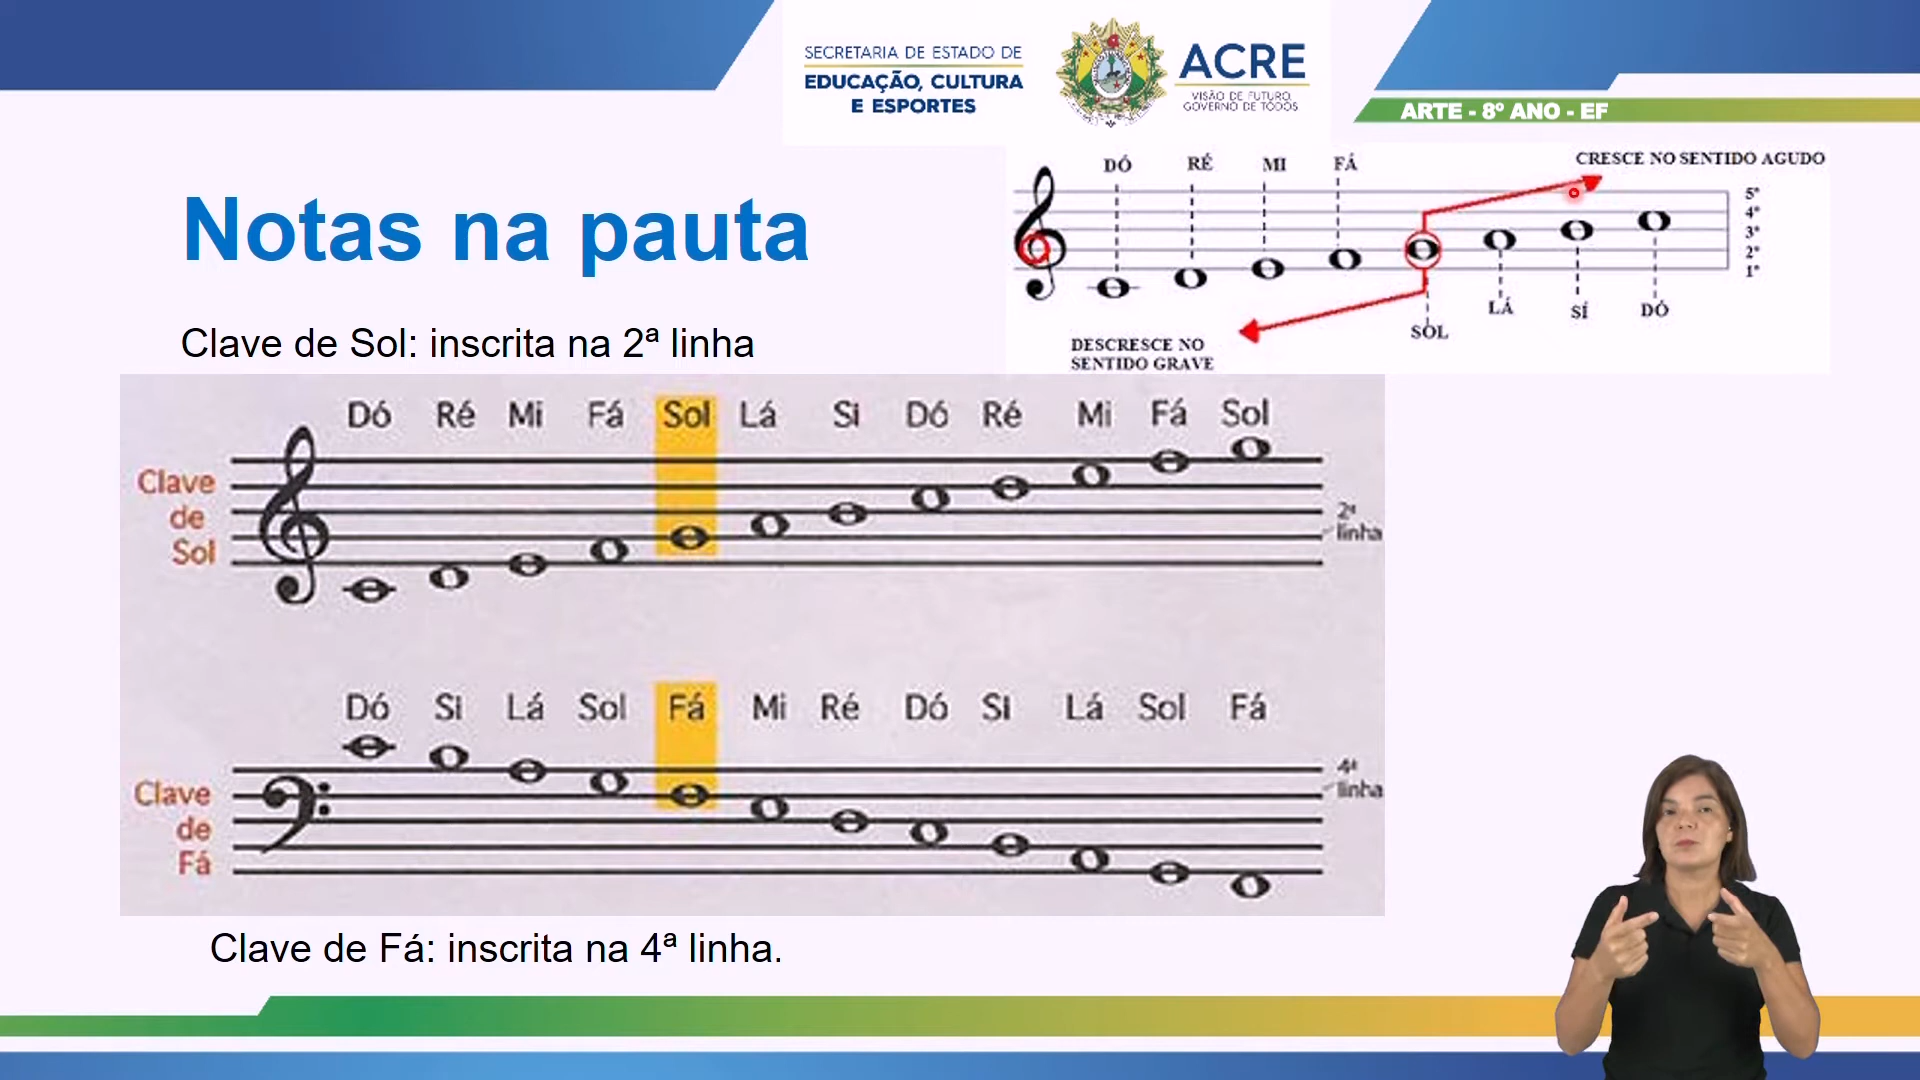 SECRETARIA DE ESTADO DE
EDUCAÇÃO, CULTURA
E ESPORTES
ACRE
VISÃO DE FUTURO,
GOVERNO DE TODOS
ARTE - 8º ANO - EF
Notas na pauta
Clave de Sol: inscrita na 2ª linha
DÓ RÉ MI FÁ
CRESCE NO SENTIDO AGUDO
5ª
4ª
3ª
2ª
1ª
SOL LÁ SÍ DÓ
DESCRESCE NO
SENTIDO GRAVE
Dó Ré Mi Fá Sol Lá Si Dó Ré Mi Fá Sol
Clave
de
Sol
2ª
linha
Dó Si Lá Sol Fá Mi Ré Dó Si Lá Sol Fá
Clave
de
Fá
4ª
linha
Clave de Fá: inscrita na 4ª linha.